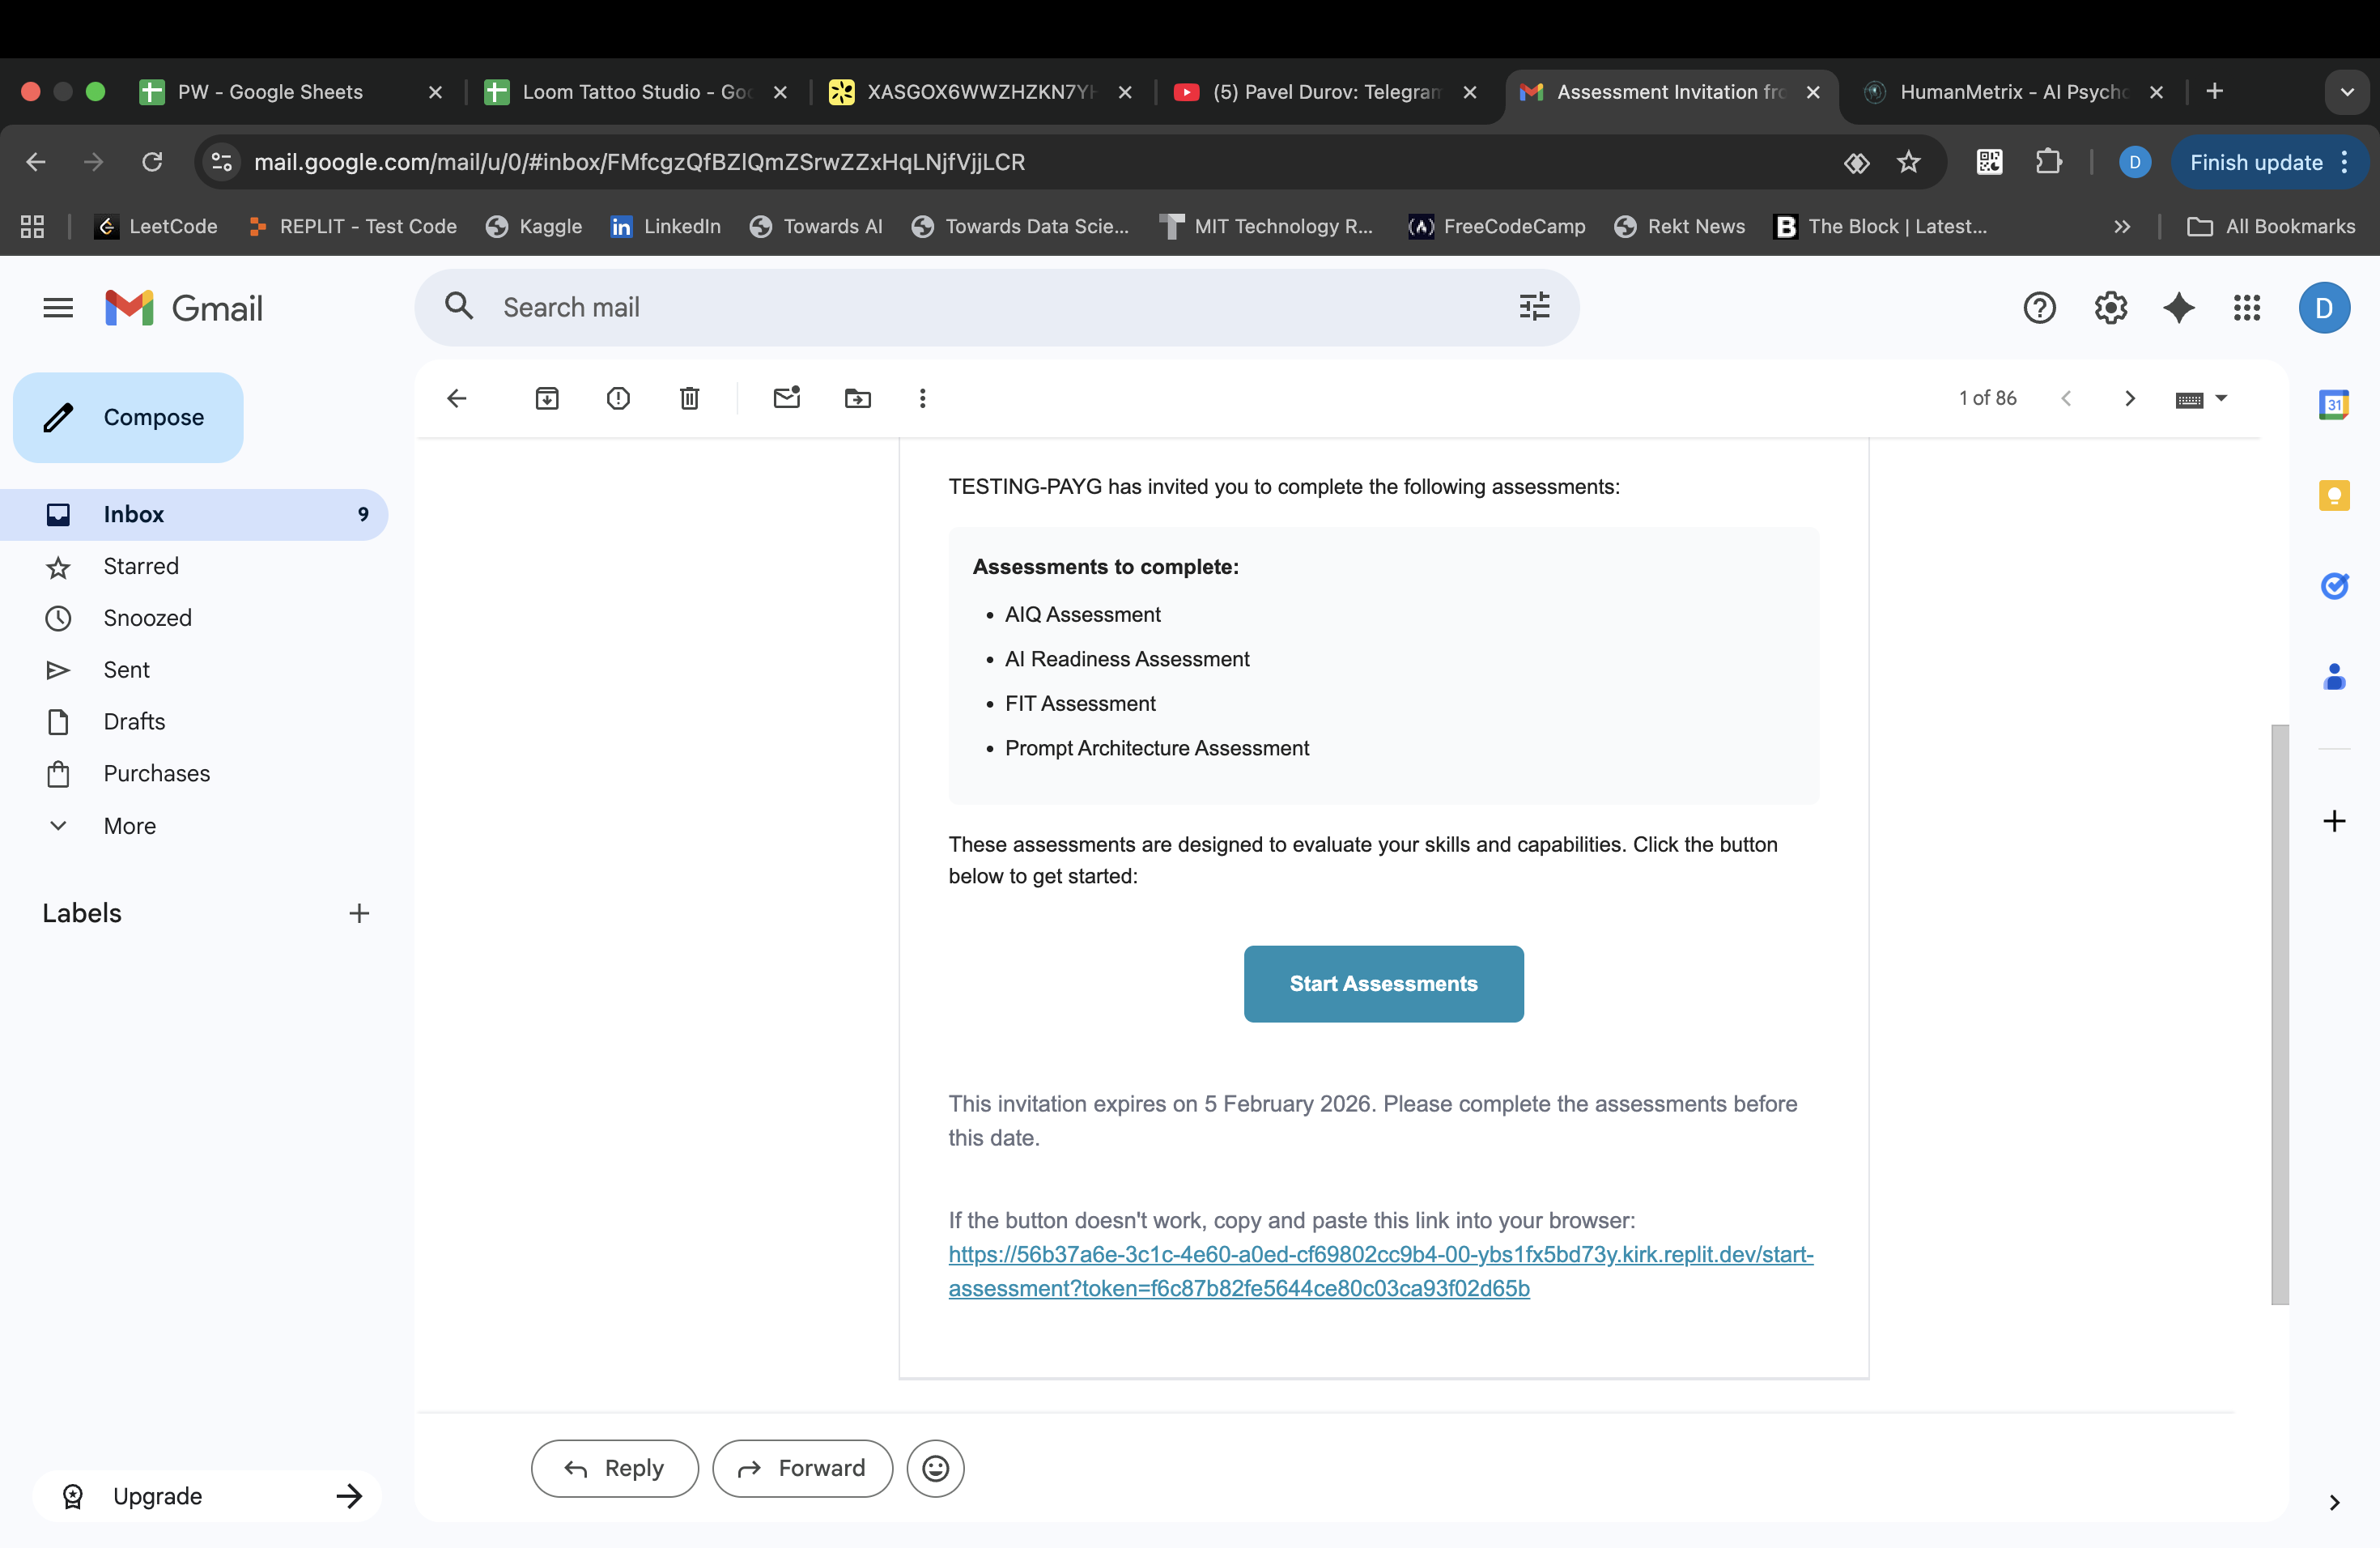 PW - Google Sheets
Loom Tattoo Studio - Goo
XASGOX6WWZHZKN7YH
(5) Pavel Durov: Telegram
Assessment Invitation fro
HumanMetrix - AI Psycho
mail.google.com/mail/u/0/#inbox/FMfcgzQfBZlQmZSrwZZxHqLNjfVjjLCR
D
Finish update
LeetCode
REPLIT - Test Code
Kaggle
LinkedIn
Towards AI
Towards Data Scie...
MIT Technology R...
FreeCodeCamp
Rekt News
The Block | Latest...
All Bookmarks
Gmail
Search mail
D
Compose
1 of 86
31
Inbox
9
Starred
Snoozed
Sent
Drafts
Purchases
More
Labels
Upgrade
TESTING-PAYG has invited you to complete the following assessments:
Assessments to complete:
• AIQ Assessment
• AI Readiness Assessment
• FIT Assessment
• Prompt Architecture Assessment
These assessments are designed to evaluate your skills and capabilities. Click the button
below to get started:
Start Assessments
This invitation expires on 5 February 2026. Please complete the assessments before
this date.
If the button doesn't work, copy and paste this link into your browser:
https://56b37a6e-3c1c-4e60-a0ed-cf69802cc9b4-00-ybs1fx5bd73y.kirk.replit.dev/start-
assessment?token=f6c87b82fe5644ce80c03ca93f02d65b
Reply
Forward